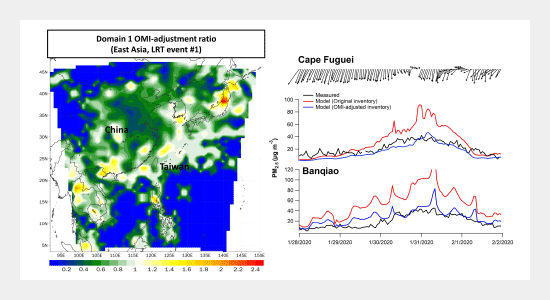 Domain 1 OMI-adjustment ratio
(East Asia, LRT event #1)
45N
40N
35N
30N
25N
20N
15N
10N
5N
China
Taiwan
95E 100E 105E 110E 115E 120E 125E 130E 135E 140E 145E 150E 155E
0.2 0.4 0.6 0.8 1 1.2 1.4 1.6 1.8 2 2.2 2.4
Cape Fuguei
Measured
Model (Original inventory)
Model (OMI-adjusted inventory)
100
80
60
40
20
PM2.5 (μg m-3)
Banqiao
120
100
80
60
40
20
1/28/2020 1/29/2020 1/30/2020 1/31/2020 2/1/2020 2/2/2020